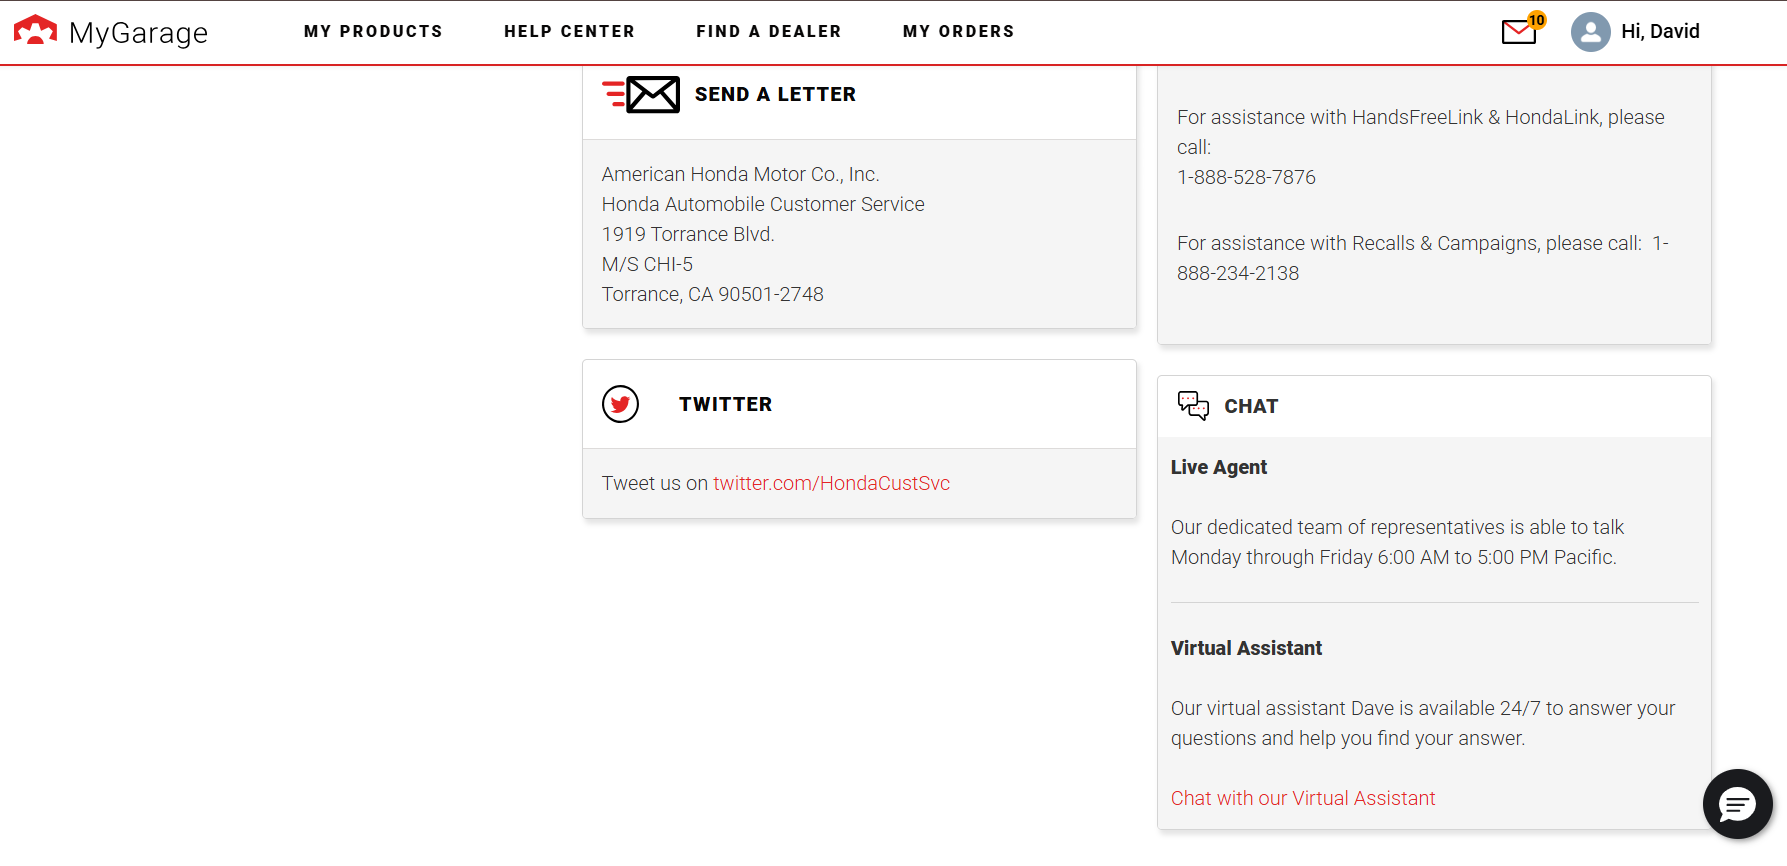 MyGarage
MY PRODUCTS
HELP CENTER
FIND A DEALER
MY ORDERS
10
Hi, David
SEND A LETTER
American Honda Motor Co., Inc.
Honda Automobile Customer Service
1919 Torrance Blvd.
M/S CHI-5
Torrance, CA 90501-2748
TWITTER
Tweet us on twitter.com/HondaCustSvc
For assistance with HandsFreeLink & HondaLink, please
call:
1-888-528-7876
For assistance with Recalls & Campaigns, please call:  1-
888-234-2138
CHAT
Live Agent
Our dedicated team of representatives is able to talk
Monday through Friday 6:00 AM to 5:00 PM Pacific.
Virtual Assistant
Our virtual assistant Dave is available 24/7 to answer your
questions and help you find your answer.
Chat with our Virtual Assistant